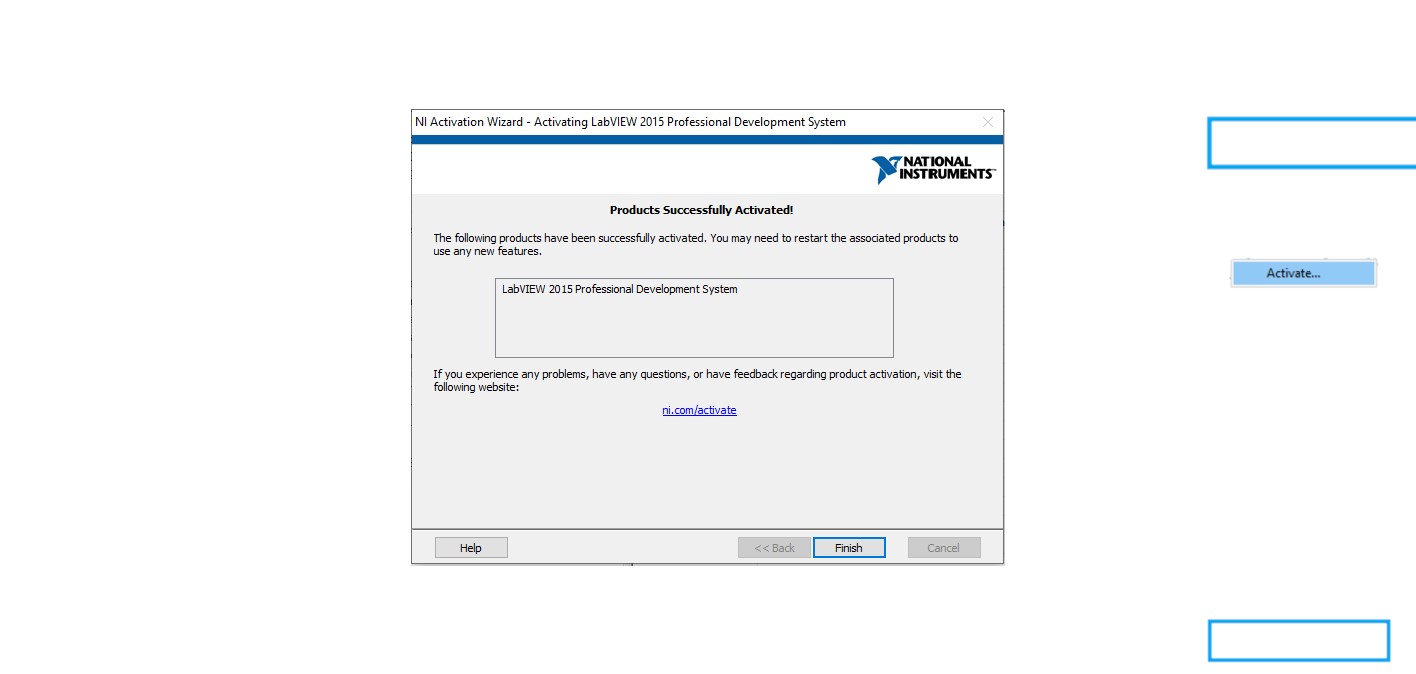 NI Activation Wizard - Activating LabVIEW 2015 Professional Development System
NATIONAL
INSTRUMENTS™
Products Successfully Activated!
The following products have been successfully activated. You may need to restart the associated products to
use any new features.
LabVIEW 2015 Professional Development System
If you experience any problems, have any questions, or have feedback regarding product activation, visit the
following website:
ni.com/activate
Help
<< Back
Finish
Cancel
Activate...